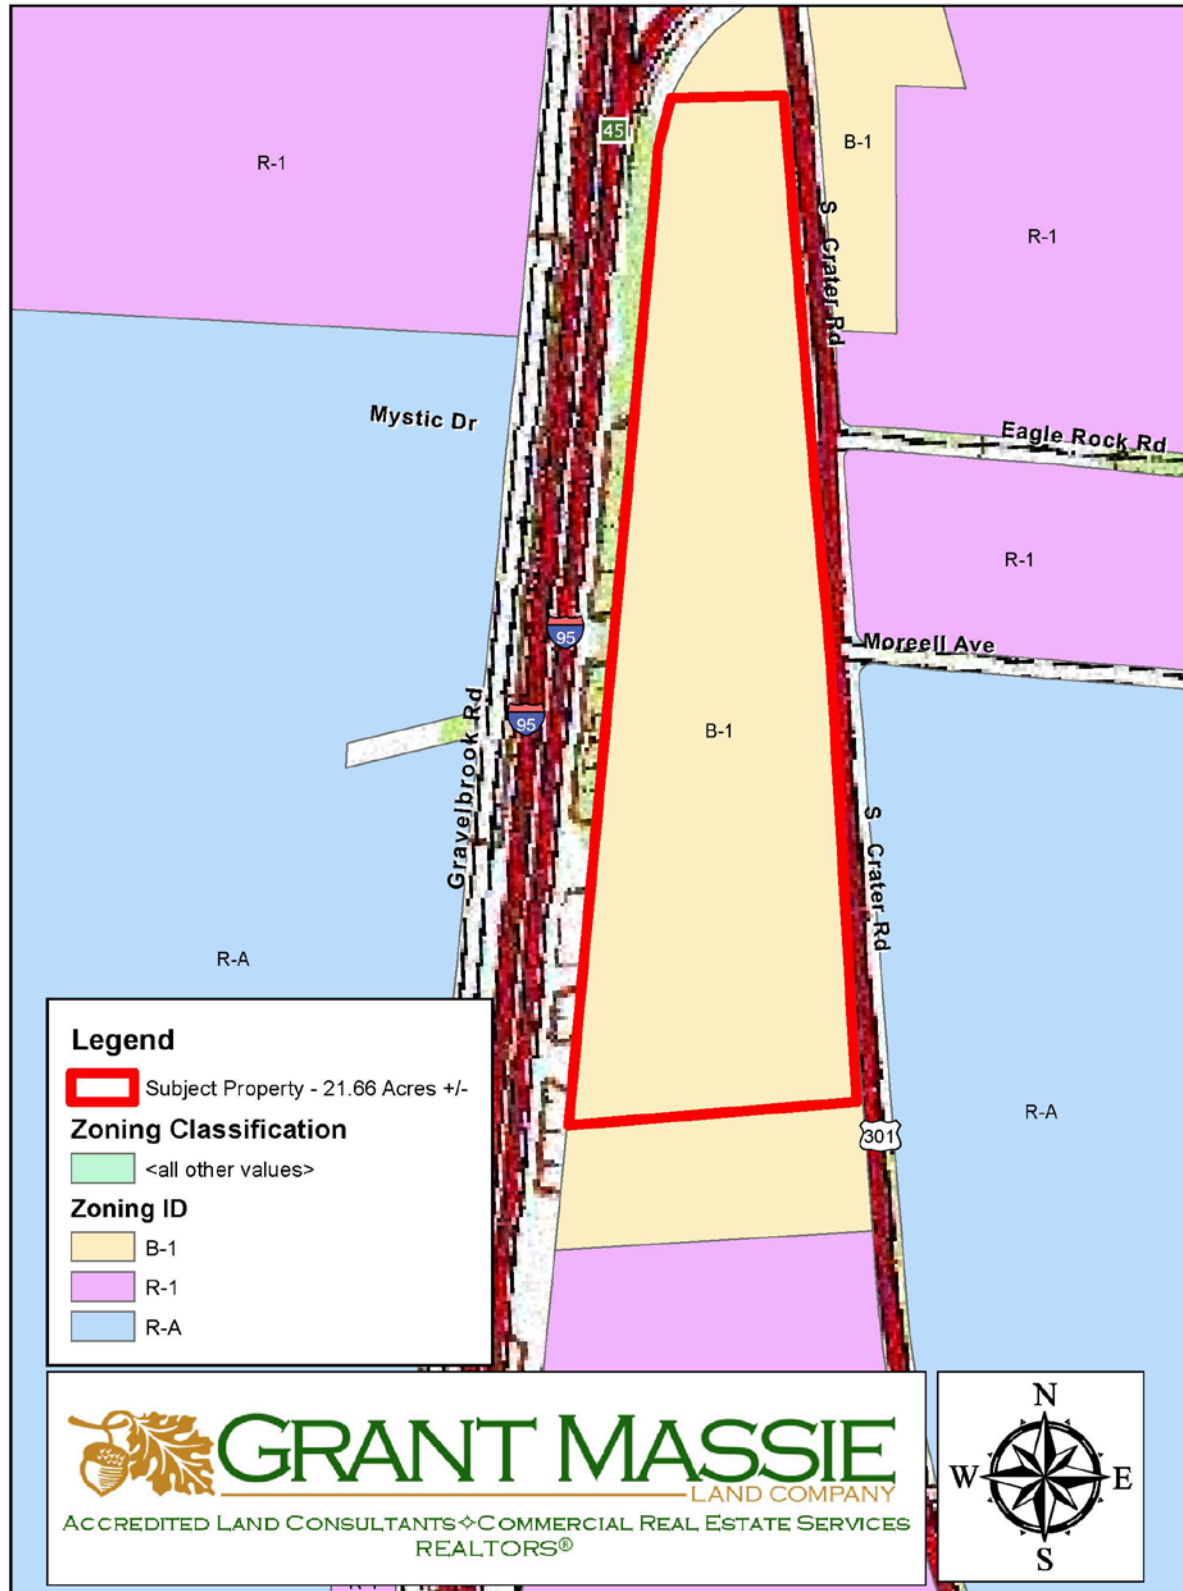 45
R-1
B-1
R-1
S Crater Rd
Mystic Dr
Eagle Rock Rd
R-1
95
Moreell Ave
95
B-1
Gravelbrook Rd
S Crater Rd
R-A
R-A
301
Legend
Subject Property - 21.66 Acres +/-
Zoning Classification
<all other values>
Zoning ID
B-1
R-1
R-A
GRANT MASSIE
LAND COMPANY
ACCREDITED LAND CONSULTANTS✧COMMERCIAL REAL ESTATE SERVICES
REALTORS®
N
W E
S